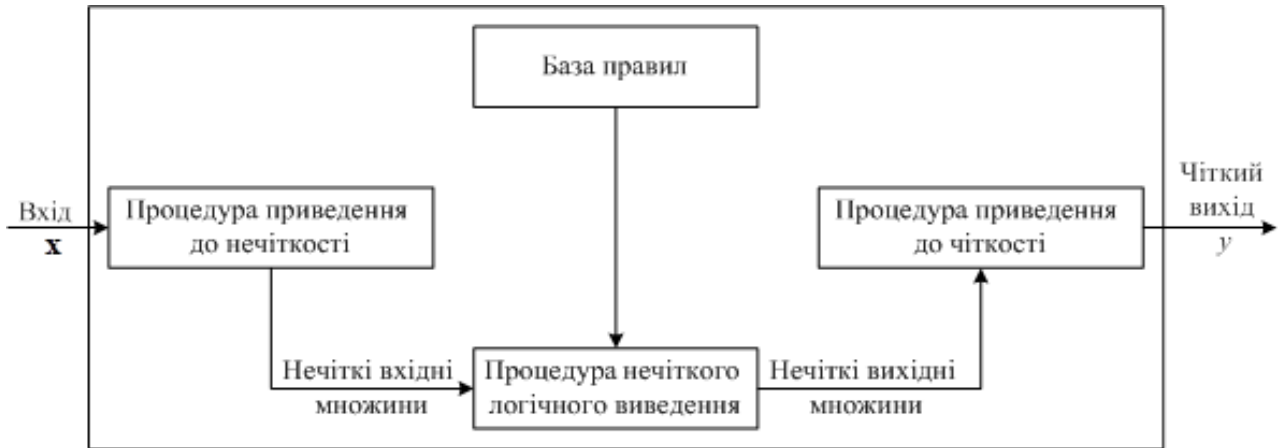 База правил
Вхід
x
Процедура приведення
до нечіткості
Процедура приведення
до чіткості
Чіткий
вихід
y
Нечіткі вхідні
множини
Процедура нечіткого
логічного виведення
Нечіткі вихідні
множини